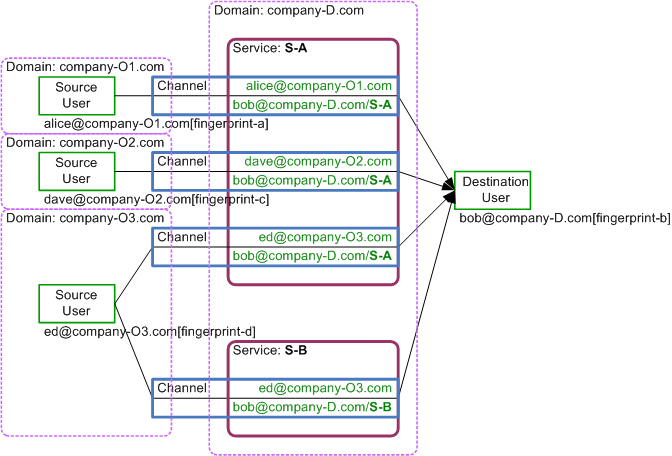 Domain: company-D.com
Service: S-A
Domain: company-O1.com
Source
User
Channel
alice@company-O1.com
bob@company-D.com/S-A
alice@company-O1.com[fingerprint-a]
Domain: company-O2.com
Source
User
Channel
dave@company-O2.com
bob@company-D.com/S-A
dave@company-O2.com[fingerprint-c]
Destination
User
bob@company-D.com[fingerprint-b]
Domain: company-O3.com
Channel
ed@company-O3.com
bob@company-D.com/S-A
Source
User
ed@company-O3.com[fingerprint-d]
Service: S-B
Channel
ed@company-O3.com
bob@company-D.com/S-B